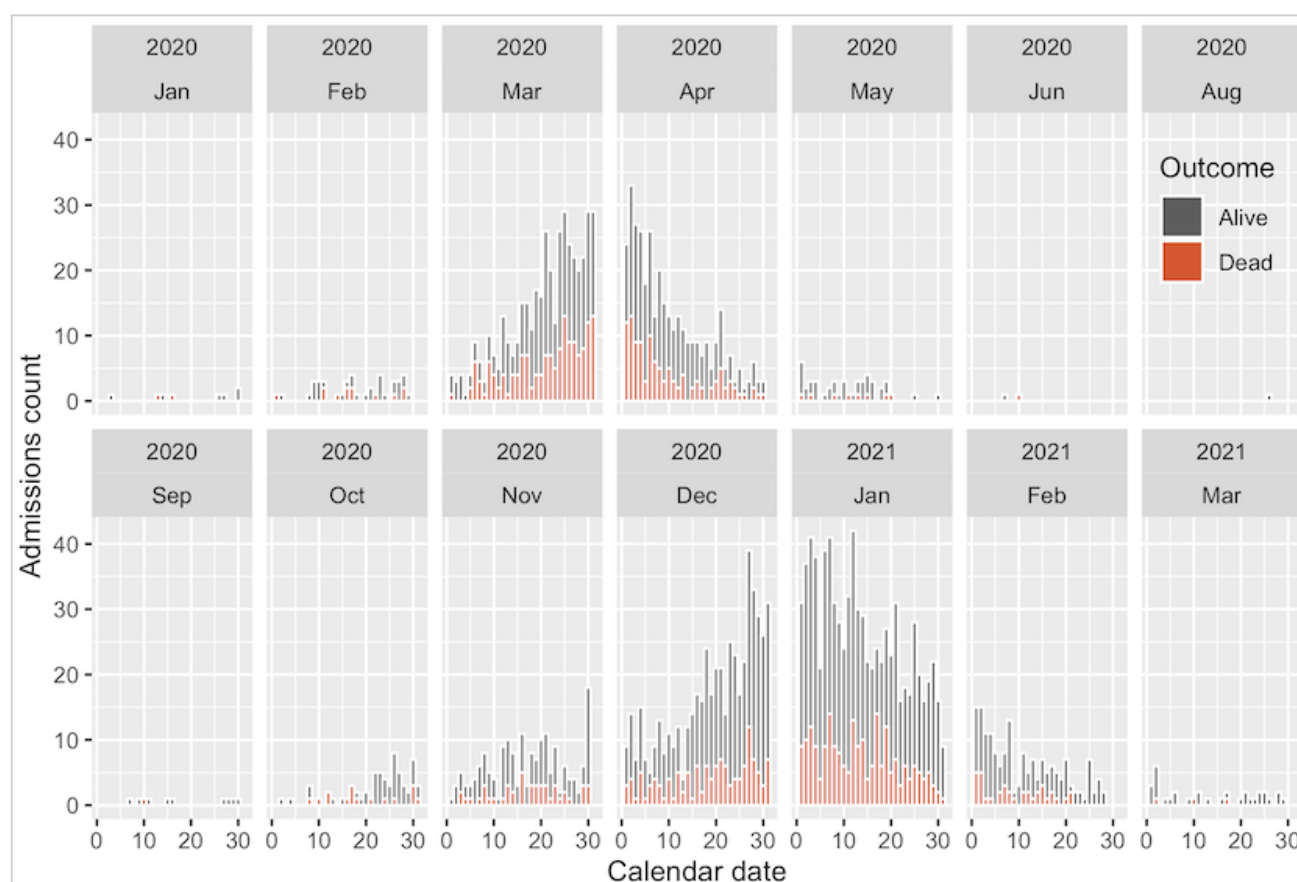 2020 2020 2020 2020 2020 2020 2020
Jan Feb Mar Apr May Jun Aug
40
30
20
10
0
Outcome
Alive
Dead
Admissions count
2020 2020 2020 2020 2021 2021 2021
Sep Oct Nov Dec Jan Feb Mar
40
30
20
10
0
0 10 20 30 0 10 20 30 0 10 20 30 0 10 20 30 0 10 20 30 0 10 20 30 0 10 20 30
Calendar date